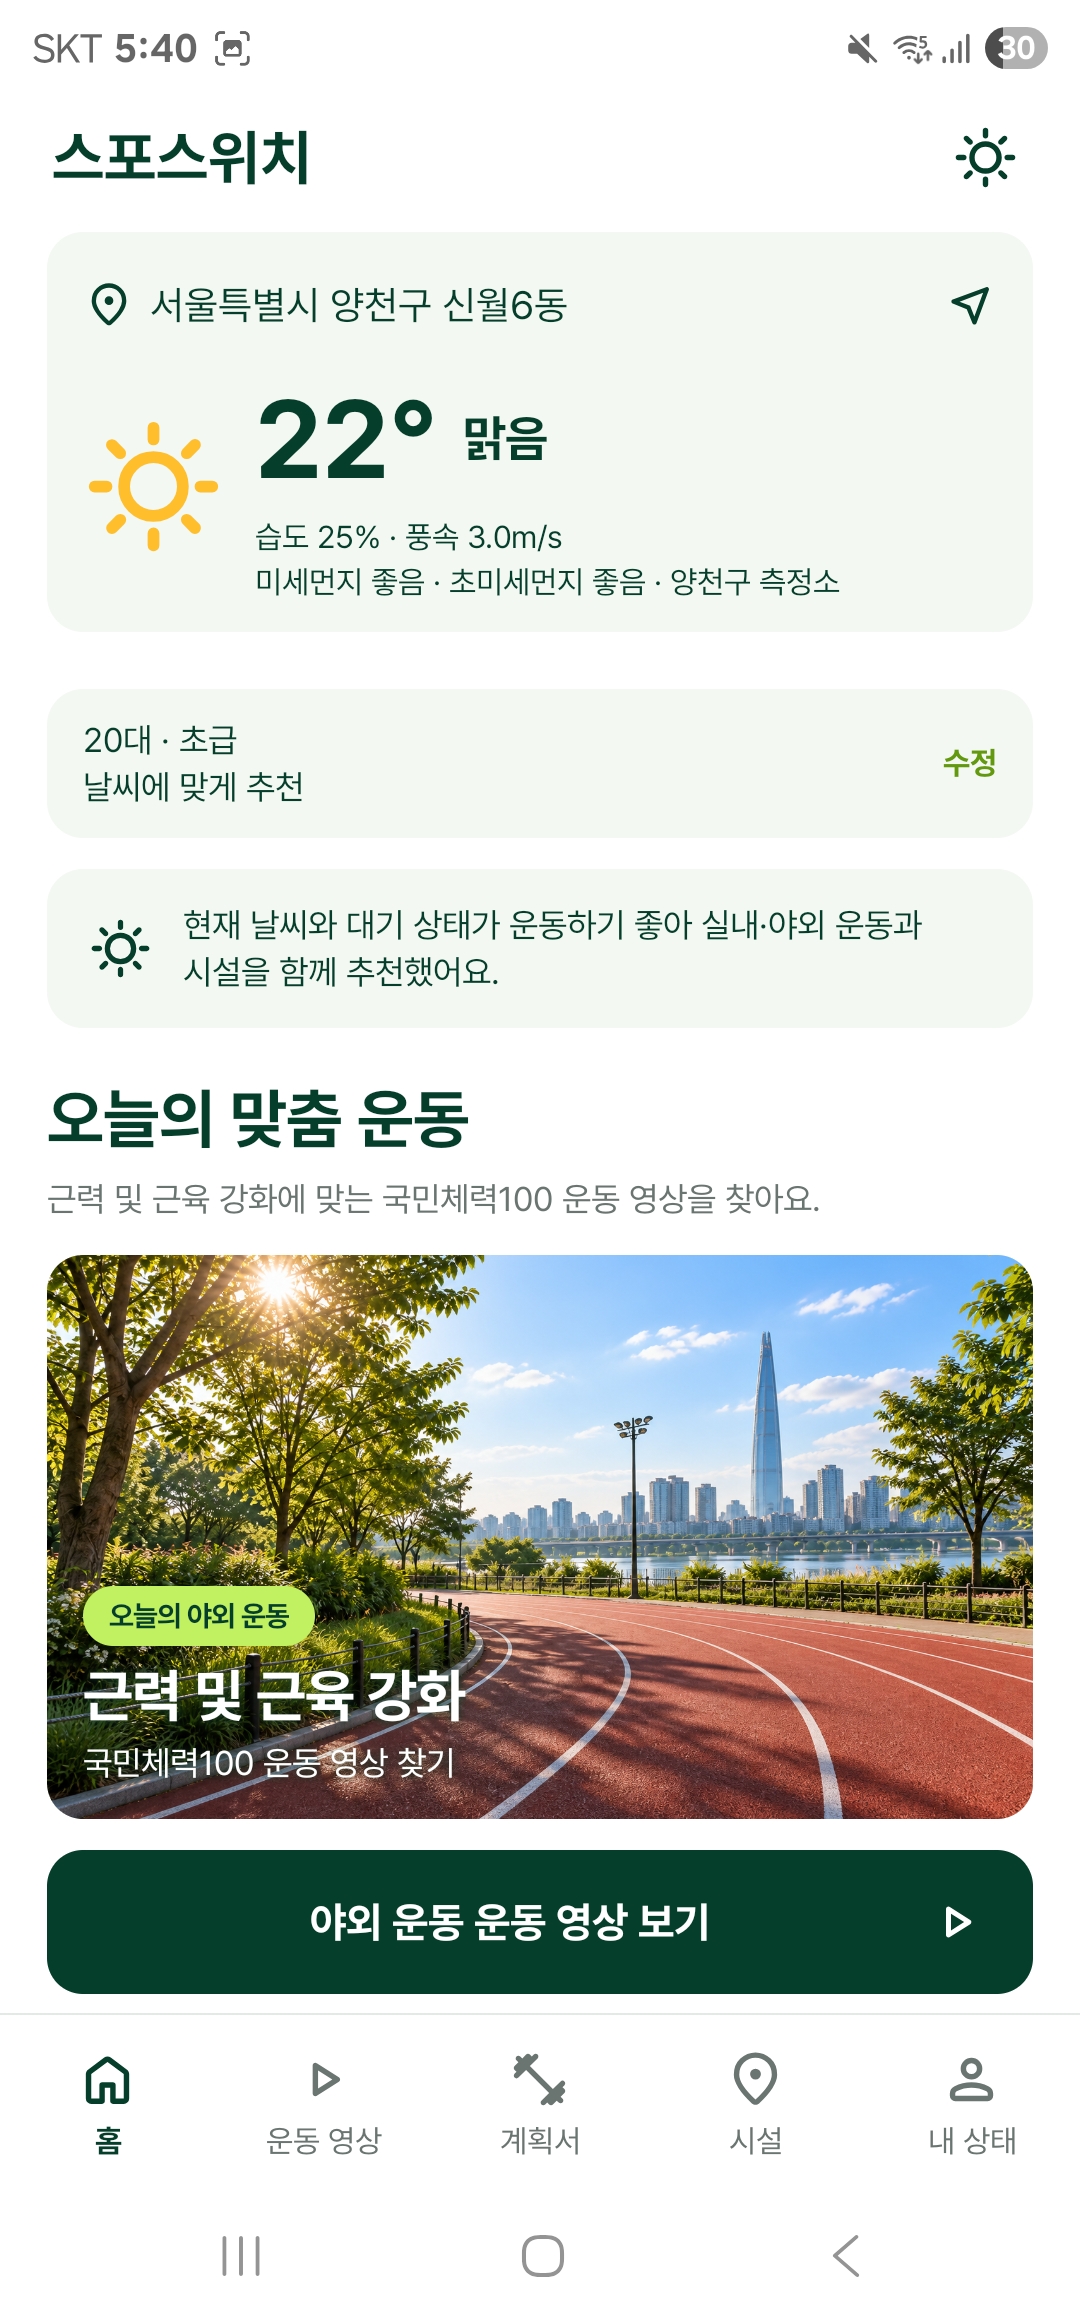 SKT 5:40
5
30
스포스위치
서울특별시 양천구 신월6동
22° 맑음
습도 25% · 풍속 3.0m/s
미세먼지 좋음 · 초미세먼지 좋음 · 양천구 측정소
20대 · 초급
날씨에 맞게 추천
수정
현재 날씨와 대기 상태가 운동하기 좋아 실내·야외 운동과
시설을 함께 추천했어요.
오늘의 맞춤 운동
근력 및 근육 강화에 맞는 국민체력100 운동 영상을 찾아요.
오늘의 야외 운동
근력 및 근육 강화
국민체력100 운동 영상 찾기
야외 운동 운동 영상 보기
홈
운동 영상
계획서
시설
내 상태